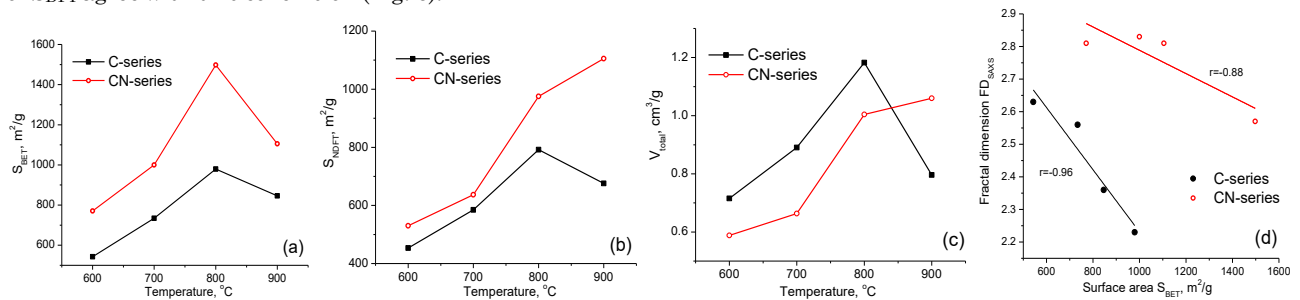 1600
1400
1200
1000
800
600
S_BET, m²/g
C-series
CN-series
(a)
600 700 800 900
Temperature, °C
1200
1000
800
600
400
S_NDFT, m²/g
C-series
CN-series
(b)
600 700 800 900
Temperature, °C
1.2
1.0
0.8
0.6
V_total, cm³/g
C-series
CN-series
(c)
600 700 800 900
Temperature, °C
2.9
2.8
2.7
2.6
2.5
2.4
2.3
2.2
Fractal dimension FD_SAXS
(d)
r=-0.88
r=-0.96
C-series
CN-series
600 800 1000 1200 1400 1600
Surface area S_BET, m²/g